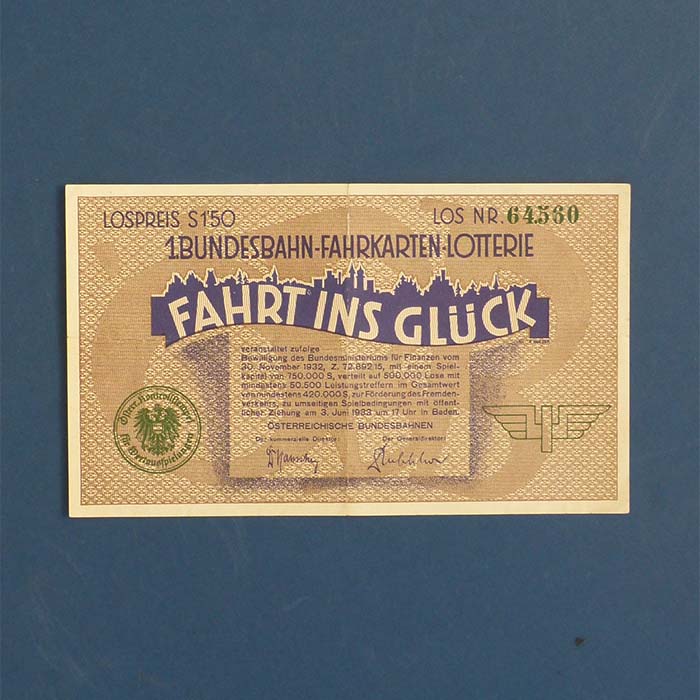 LOSPREIS S 1'50
LOS NR. 64560
1. BUNDESBAHN-FAHRKARTEN-LOTTERIE
FAHRT INS GLÜCK
veranstaltet zufolge
Bewilligung des Bundesministeriums für Finanzen vom
30. November 1932, Z. 72.692/15, mit einem Spiel-
kapital von 750.000 S, verteilt auf 500.000 Lose mit
mindestens 50.500 Leistungstreffern im Gesamtwert
von mindestens 420.000 S, zur Förderung des Fremden-
verkehrs, zu umseitigen Spielbedingungen mit öffent-
licher Ziehung am 3. Juni 1933 um 17 Uhr in Baden.
ÖSTERREICHISCHE BUNDESBAHNEN
Der kommerzielle Direktor:
Der Generaldirektor:
für Wertausspielungen